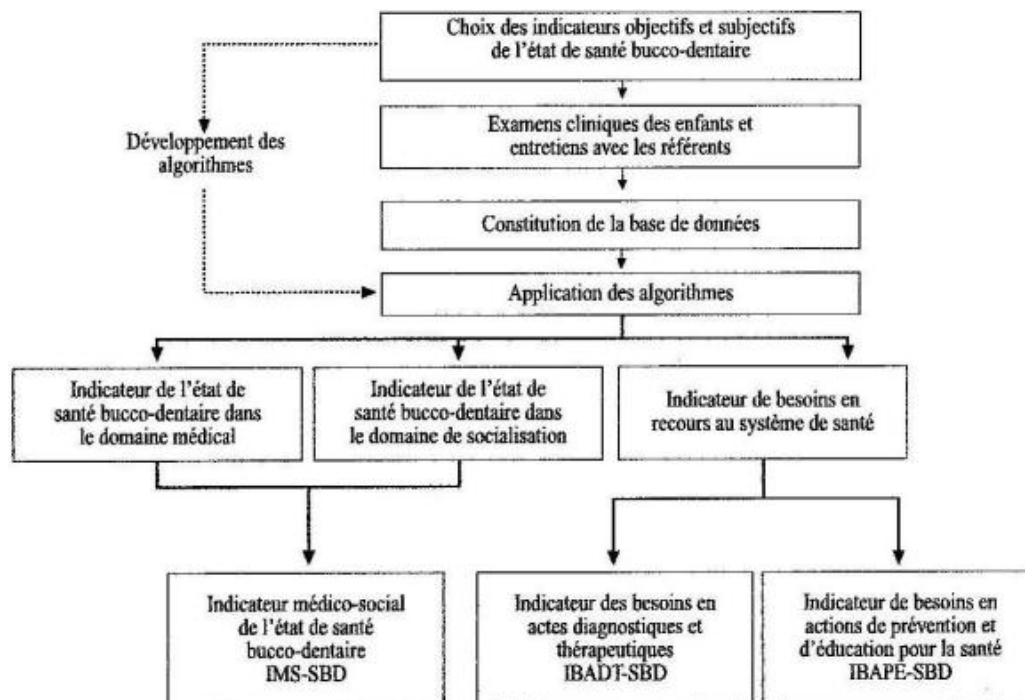 Choix des indicateurs objectifs et subjectifs
de l'état de santé bucco-dentaire
Développement des
algorithmes
Examens cliniques des enfants et
entretiens avec les référents
Constitution de la base de données
Application des algorithmes
Indicateur de l'état de
santé bucco-dentaire dans
le domaine médical
Indicateur de l'état de
santé bucco-dentaire dans
le domaine de socialisation
Indicateur de besoins en
recours au système de santé
Indicateur médico-social
de l'état de santé
bucco-dentaire
IMS-SBD
Indicateur des besoins en
actes diagnostiques et
thérapeutiques
IBADT-SBD
Indicateur de besoins en
actions de prévention et
d'éducation pour la santé
IBAPE-SBD